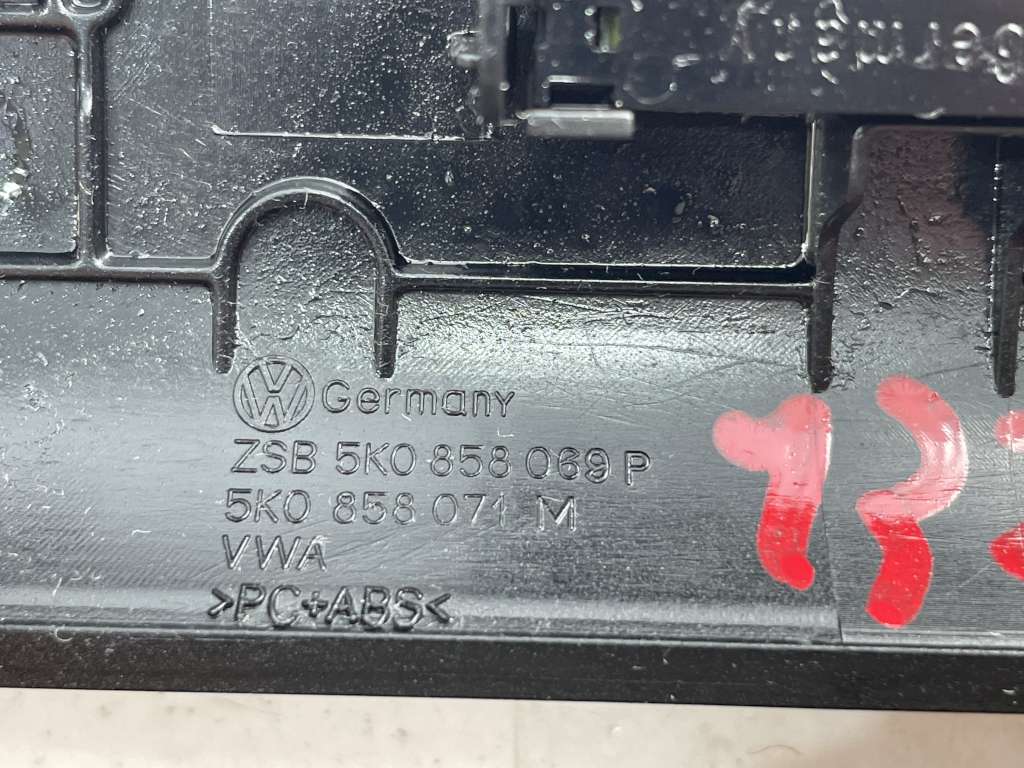 Germany
ZSB 5K0 858 069 P
5K0 858 071 M
VWA
>PC+ABS<